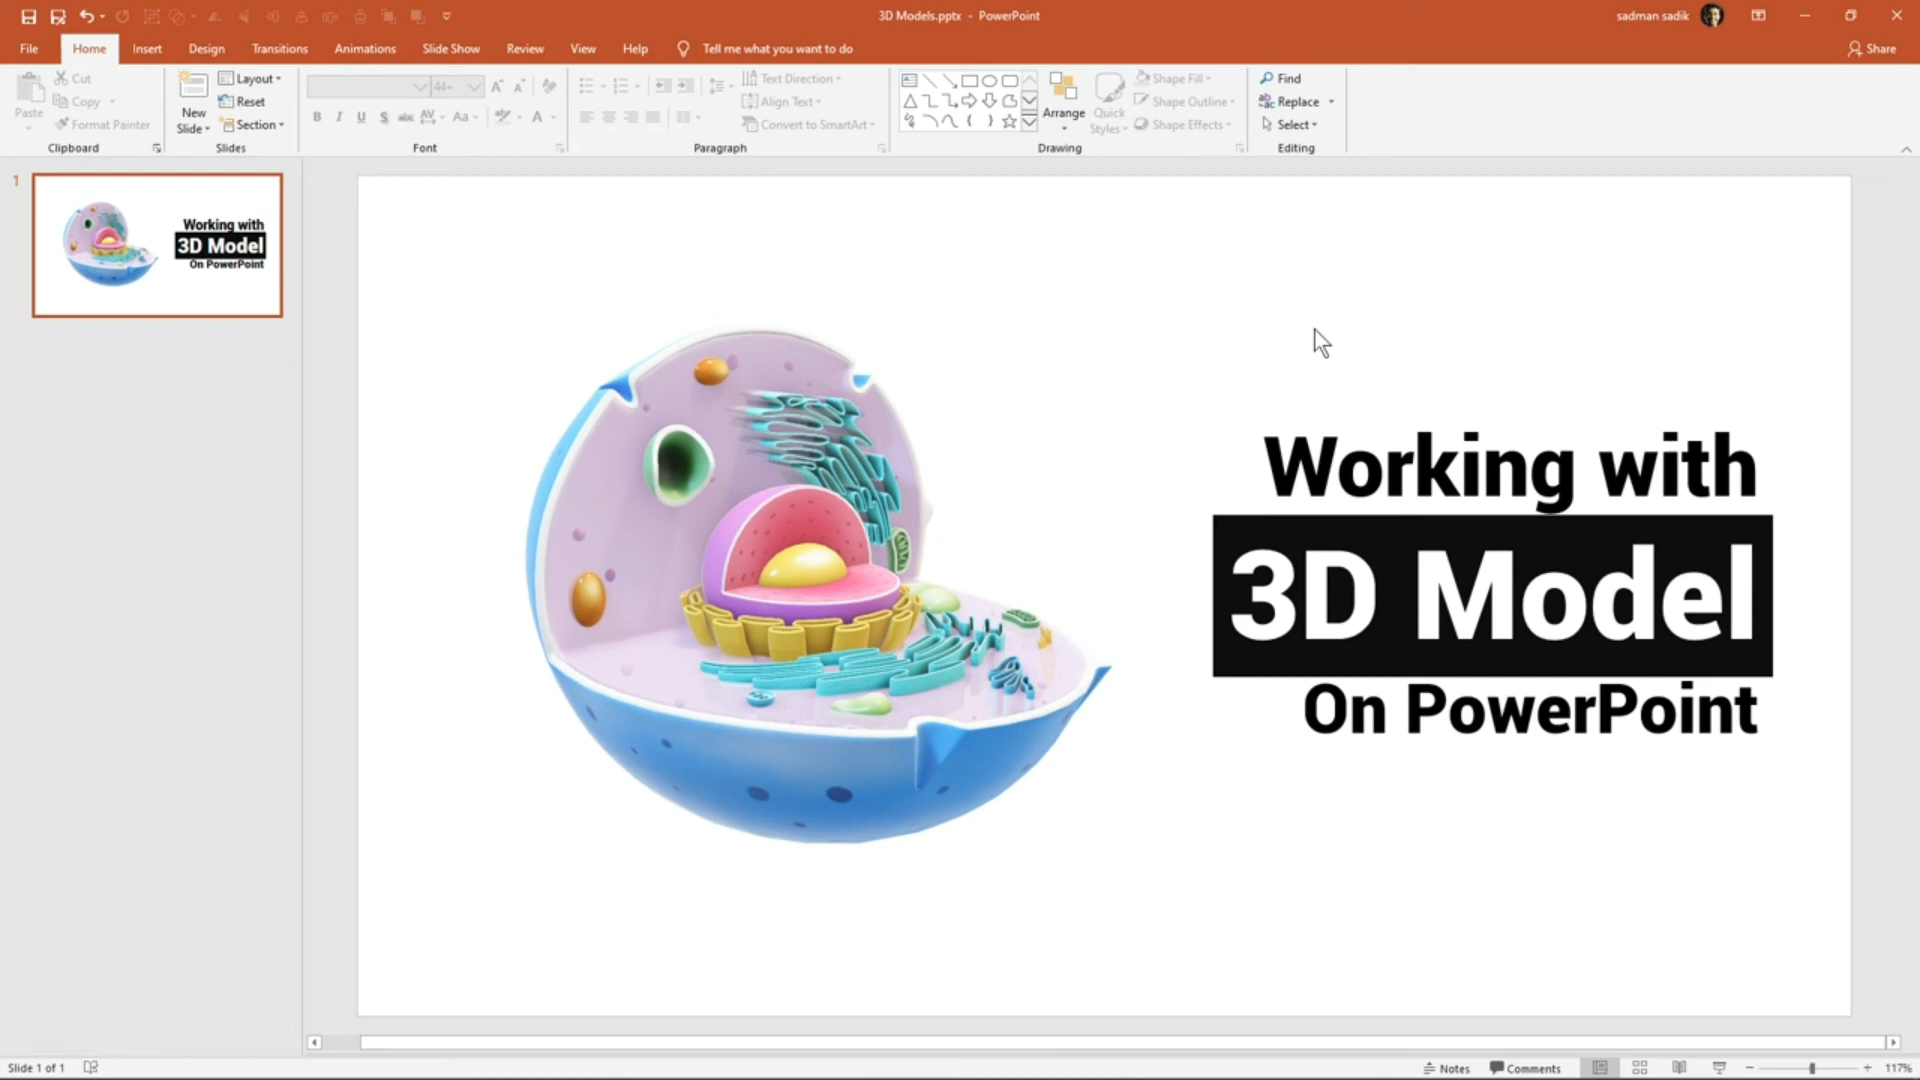 3D Models.pptx - PowerPoint
sadman sadik
File Home Insert Design Transitions Animations Slide Show Review View Help Tell me what you want to do
Share
Paste
Cut
Copy
Format Painter
Clipboard
New Slide
Layout
Reset
Section
Slides
44+
B I U S abc AV Aa A
Font
Text Direction
Align Text
Convert to SmartArt
Paragraph
Arrange
Quick Styles
Shape Fill
Shape Outline
Shape Effects
Drawing
Find
Replace
Select
Editing
1
Working with
3D Model
On PowerPoint
Working with
3D Model
On PowerPoint
Slide 1 of 1
Notes
Comments
117%